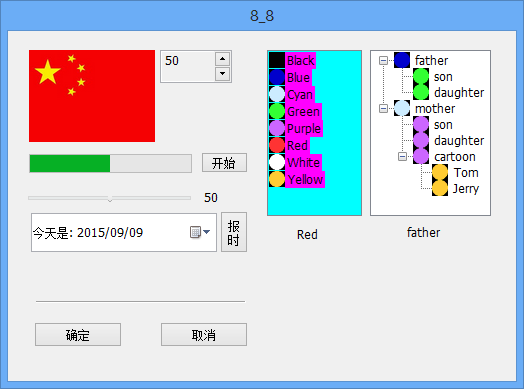 8_8
50
开始
50
今天是: 2015/09/09
报
时
确定
取消
Black
Blue
Cyan
Green
Purple
Red
White
Yellow
Red
father
son
daughter
mother
son
daughter
cartoon
Tom
Jerry
father